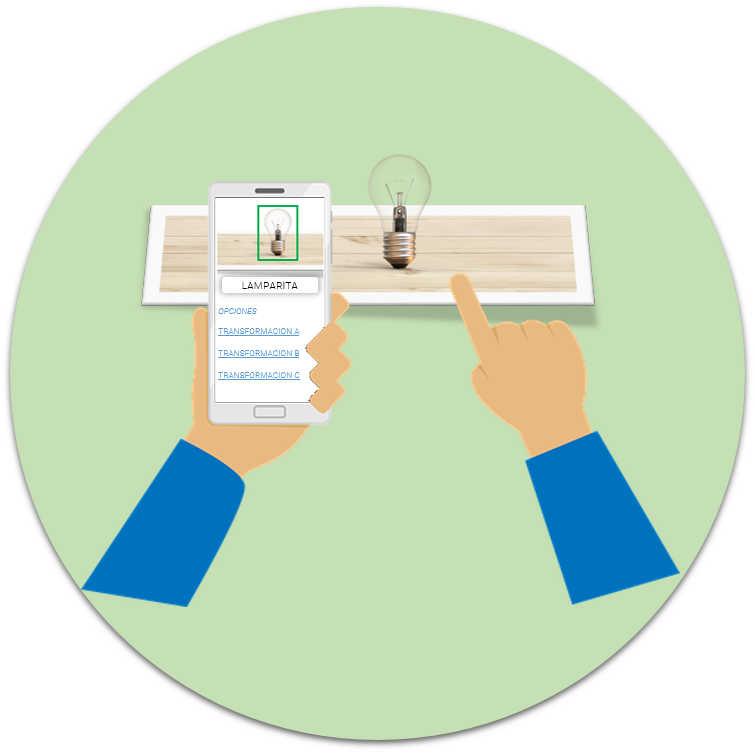 LAMPARITA
OPCIONES
TRANSFORMACION A
TRANSFORMACION B
TRANSFORMACION C